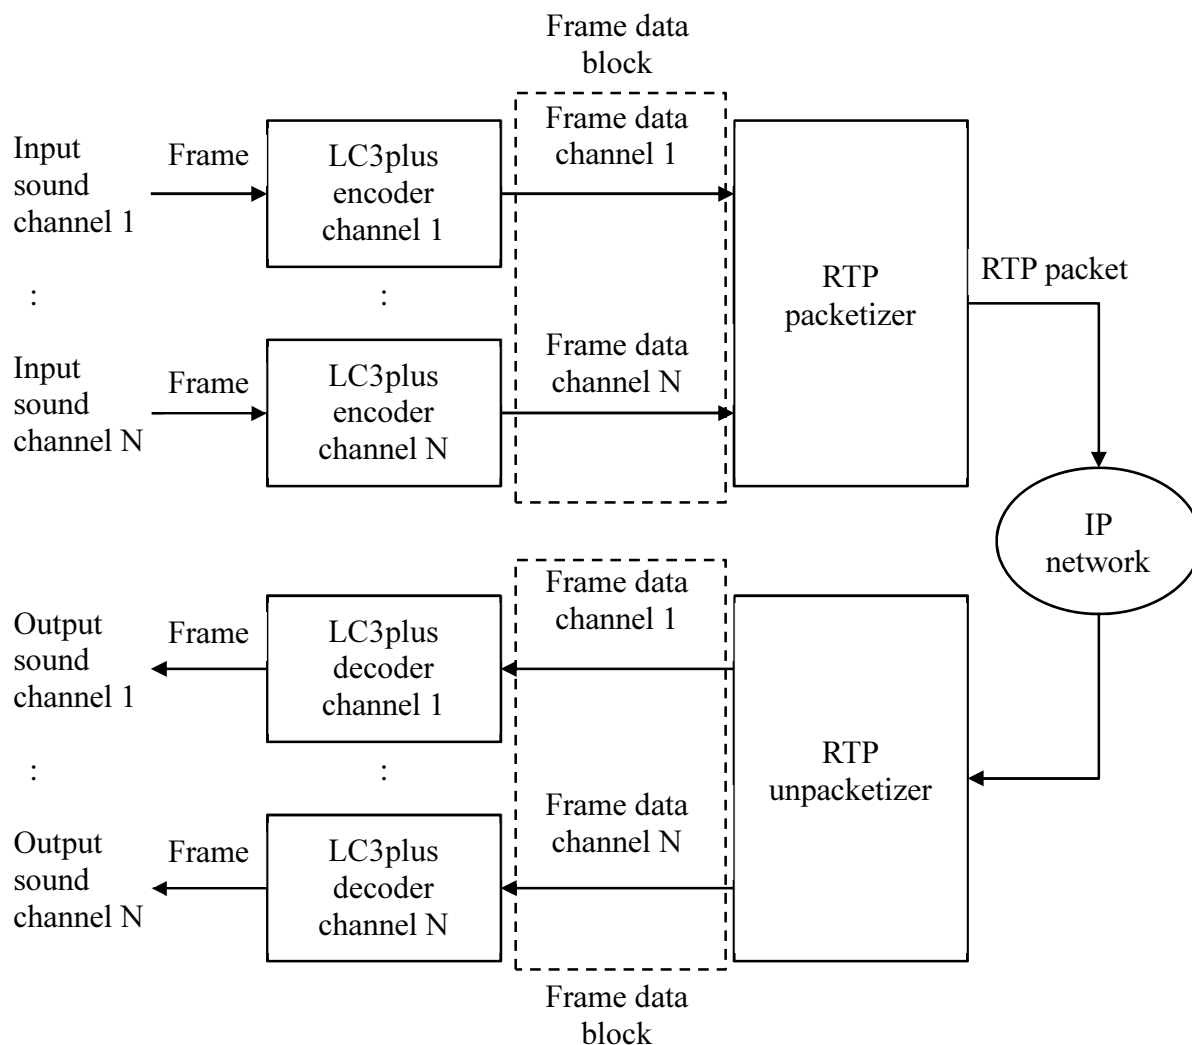 Frame data
block
Input
sound
channel 1
Frame
LC3plus
encoder
channel 1
Frame data
channel 1
:
:
Input
sound
channel N
Frame
LC3plus
encoder
channel N
Frame data
channel N
RTP
packetizer
RTP packet
IP
network
Output
sound
channel 1
Frame
LC3plus
decoder
channel 1
Frame data
channel 1
:
:
Output
sound
channel N
Frame
LC3plus
decoder
channel N
Frame data
channel N
RTP
unpacketizer
Frame data
block